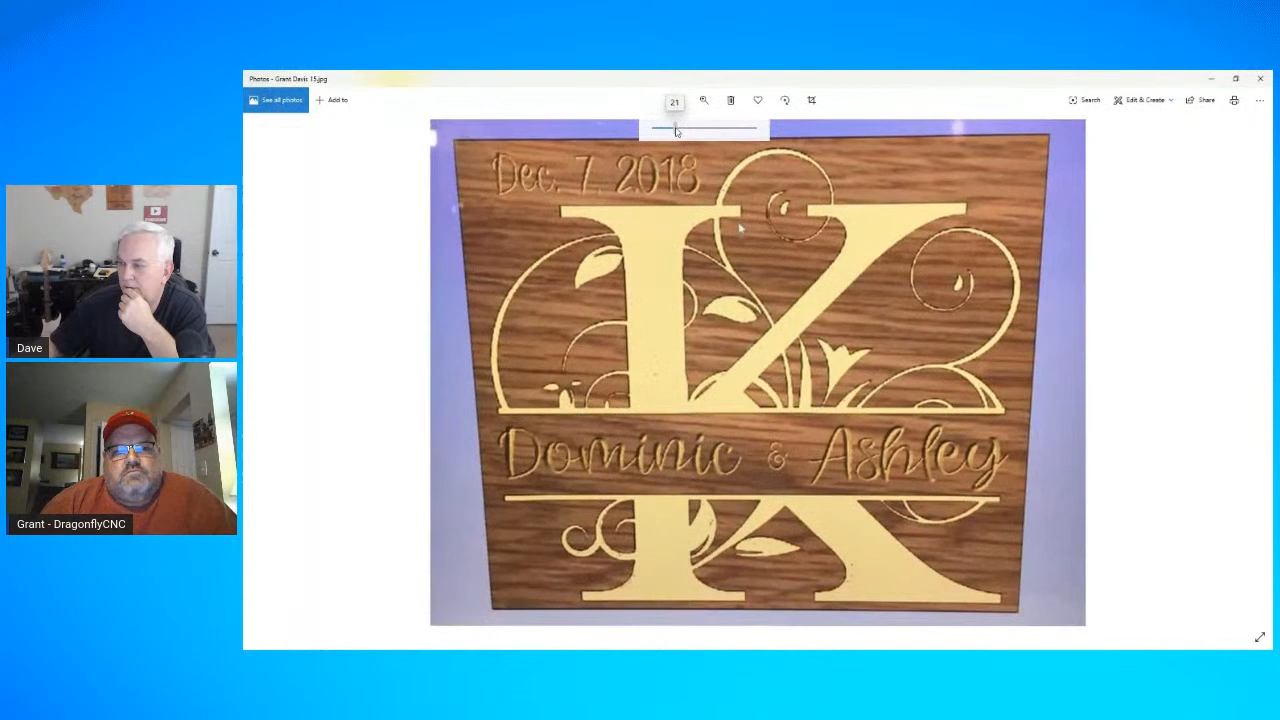 Photos - Grant Davis 15.jpg
See all photos
Add to
21
Search
Edit & Create
Share
Dec. 7, 2018
K
Dominic & Ashley
Dave
Grant - DragonflyCNC